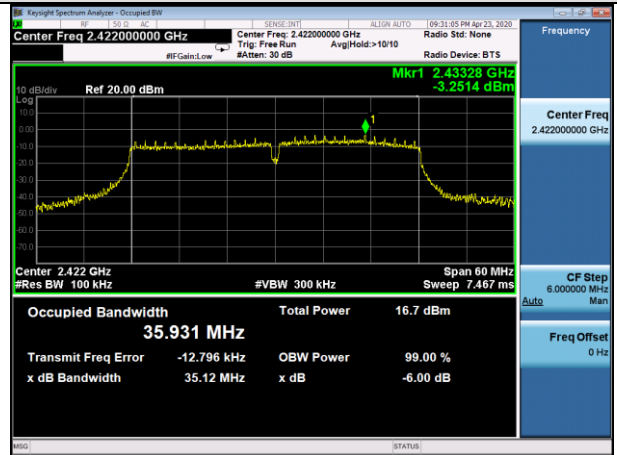 Keysight Spectrum Analyzer - Occupied BW
LXI RF 50 Ω AC SENSE:INT ALIGN AUTO 09:31:05 PM Apr 23, 2020
Center Freq 2.422000000 GHz
Center Freq: 2.422000000 GHz
Radio Std: None
Trig: Free Run Avg|Hold:>10/10
#IFGain:Low
#Atten: 30 dB
Radio Device: BTS
Frequency
Mkr1 2.43328 GHz
-3.2514 dBm
10 dB/div Ref 20.00 dBm
Log
10.0
0.00
-10.0
-20.0
-30.0
-40.0
-50.0
-60.0
-70.0
1
Center 2.422 GHz
Span 60 MHz
#Res BW 100 kHz
#VBW 300 kHz
Sweep 7.467 ms
Occupied Bandwidth
35.931 MHz
Total Power 16.7 dBm
Transmit Freq Error -12.796 kHz
OBW Power 99.00 %
x dB Bandwidth 35.12 MHz
x dB -6.00 dB
Center Freq
2.422000000 GHz
CF Step
6.000000 MHz
Auto Man
Freq Offset
0 Hz
MSG
STATUS